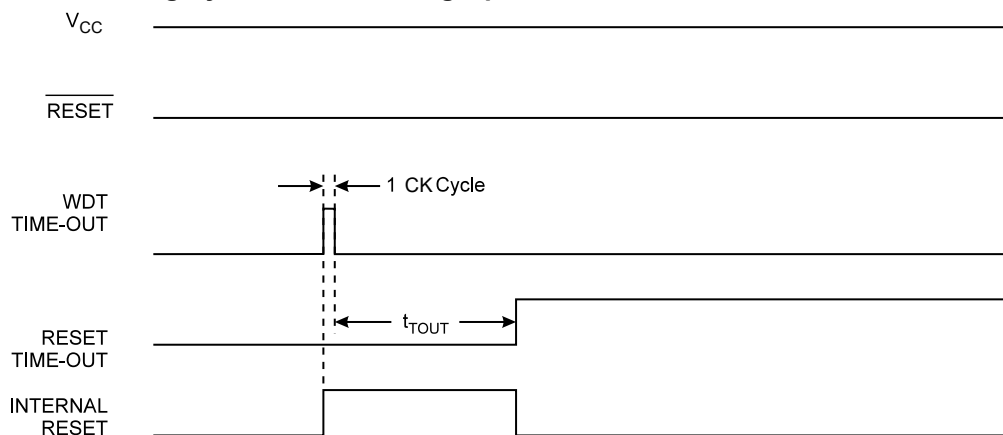 VCC
RESET
1 CK Cycle
WDT
TIME-OUT
tTOUT
RESET
TIME-OUT
INTERNAL
RESET